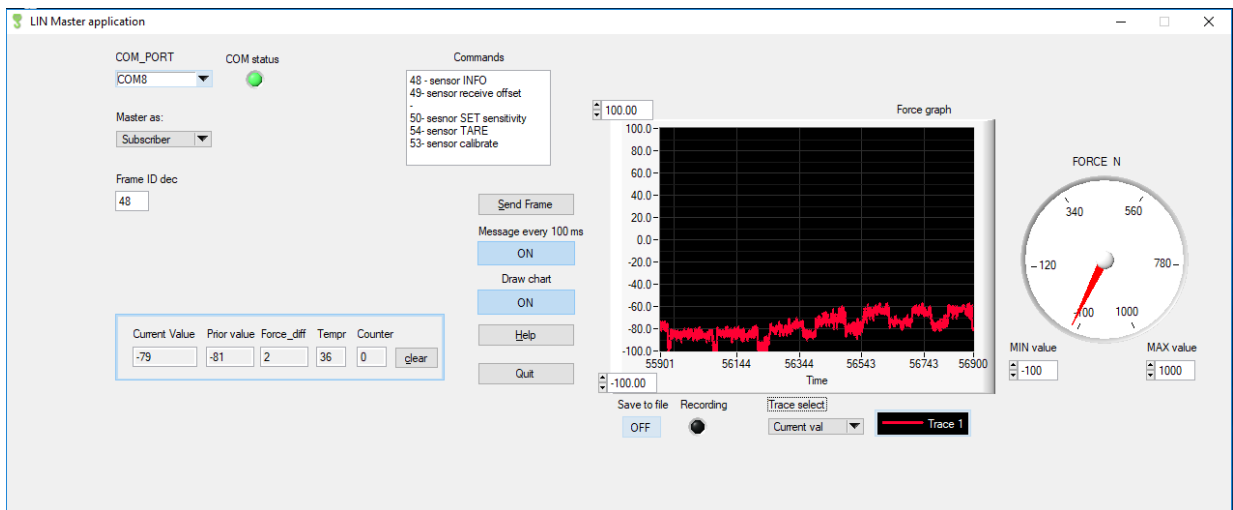 LIN Master application
COM_PORT
COM status
Commands
COM8
48 - sensor INFO
49- sensor receive offset
-
50- sesnor SET sensitivity
54- sensor TARE
53- sensor calibrate
Master as:
Subscriber
Frame ID dec
48
Send Frame
Message every 100 ms
ON
Draw chart
ON
Help
Quit
Current Value Prior value Force_diff Tempr Counter
-79 -81 2 36 0 clear
100.00
Force graph
100.0
80.0
60.0
40.0
20.0
0.0
-20.0
-40.0
-60.0
-80.0
-100.0
55901 56144 56344 56543 56743 56900
Time
-100.00
Save to file Recording Trace select
OFF Current val Trace 1
FORCE N
340 560
120 780
-100 1000
MIN value MAX value
-100 1000